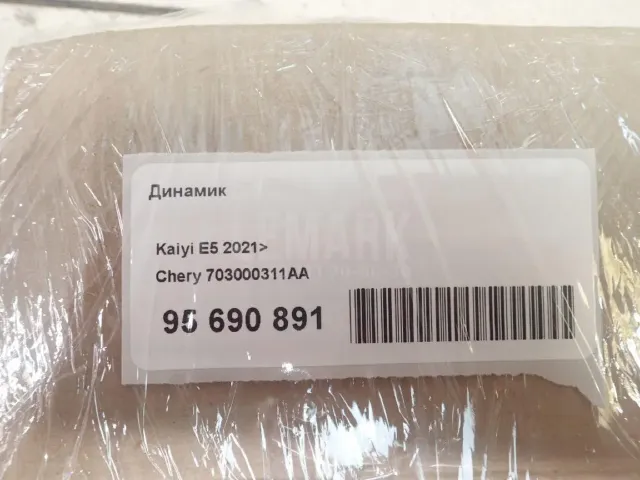 Динамик
Kaiyi E5 2021>
Chery 703000311AA
95 690 891